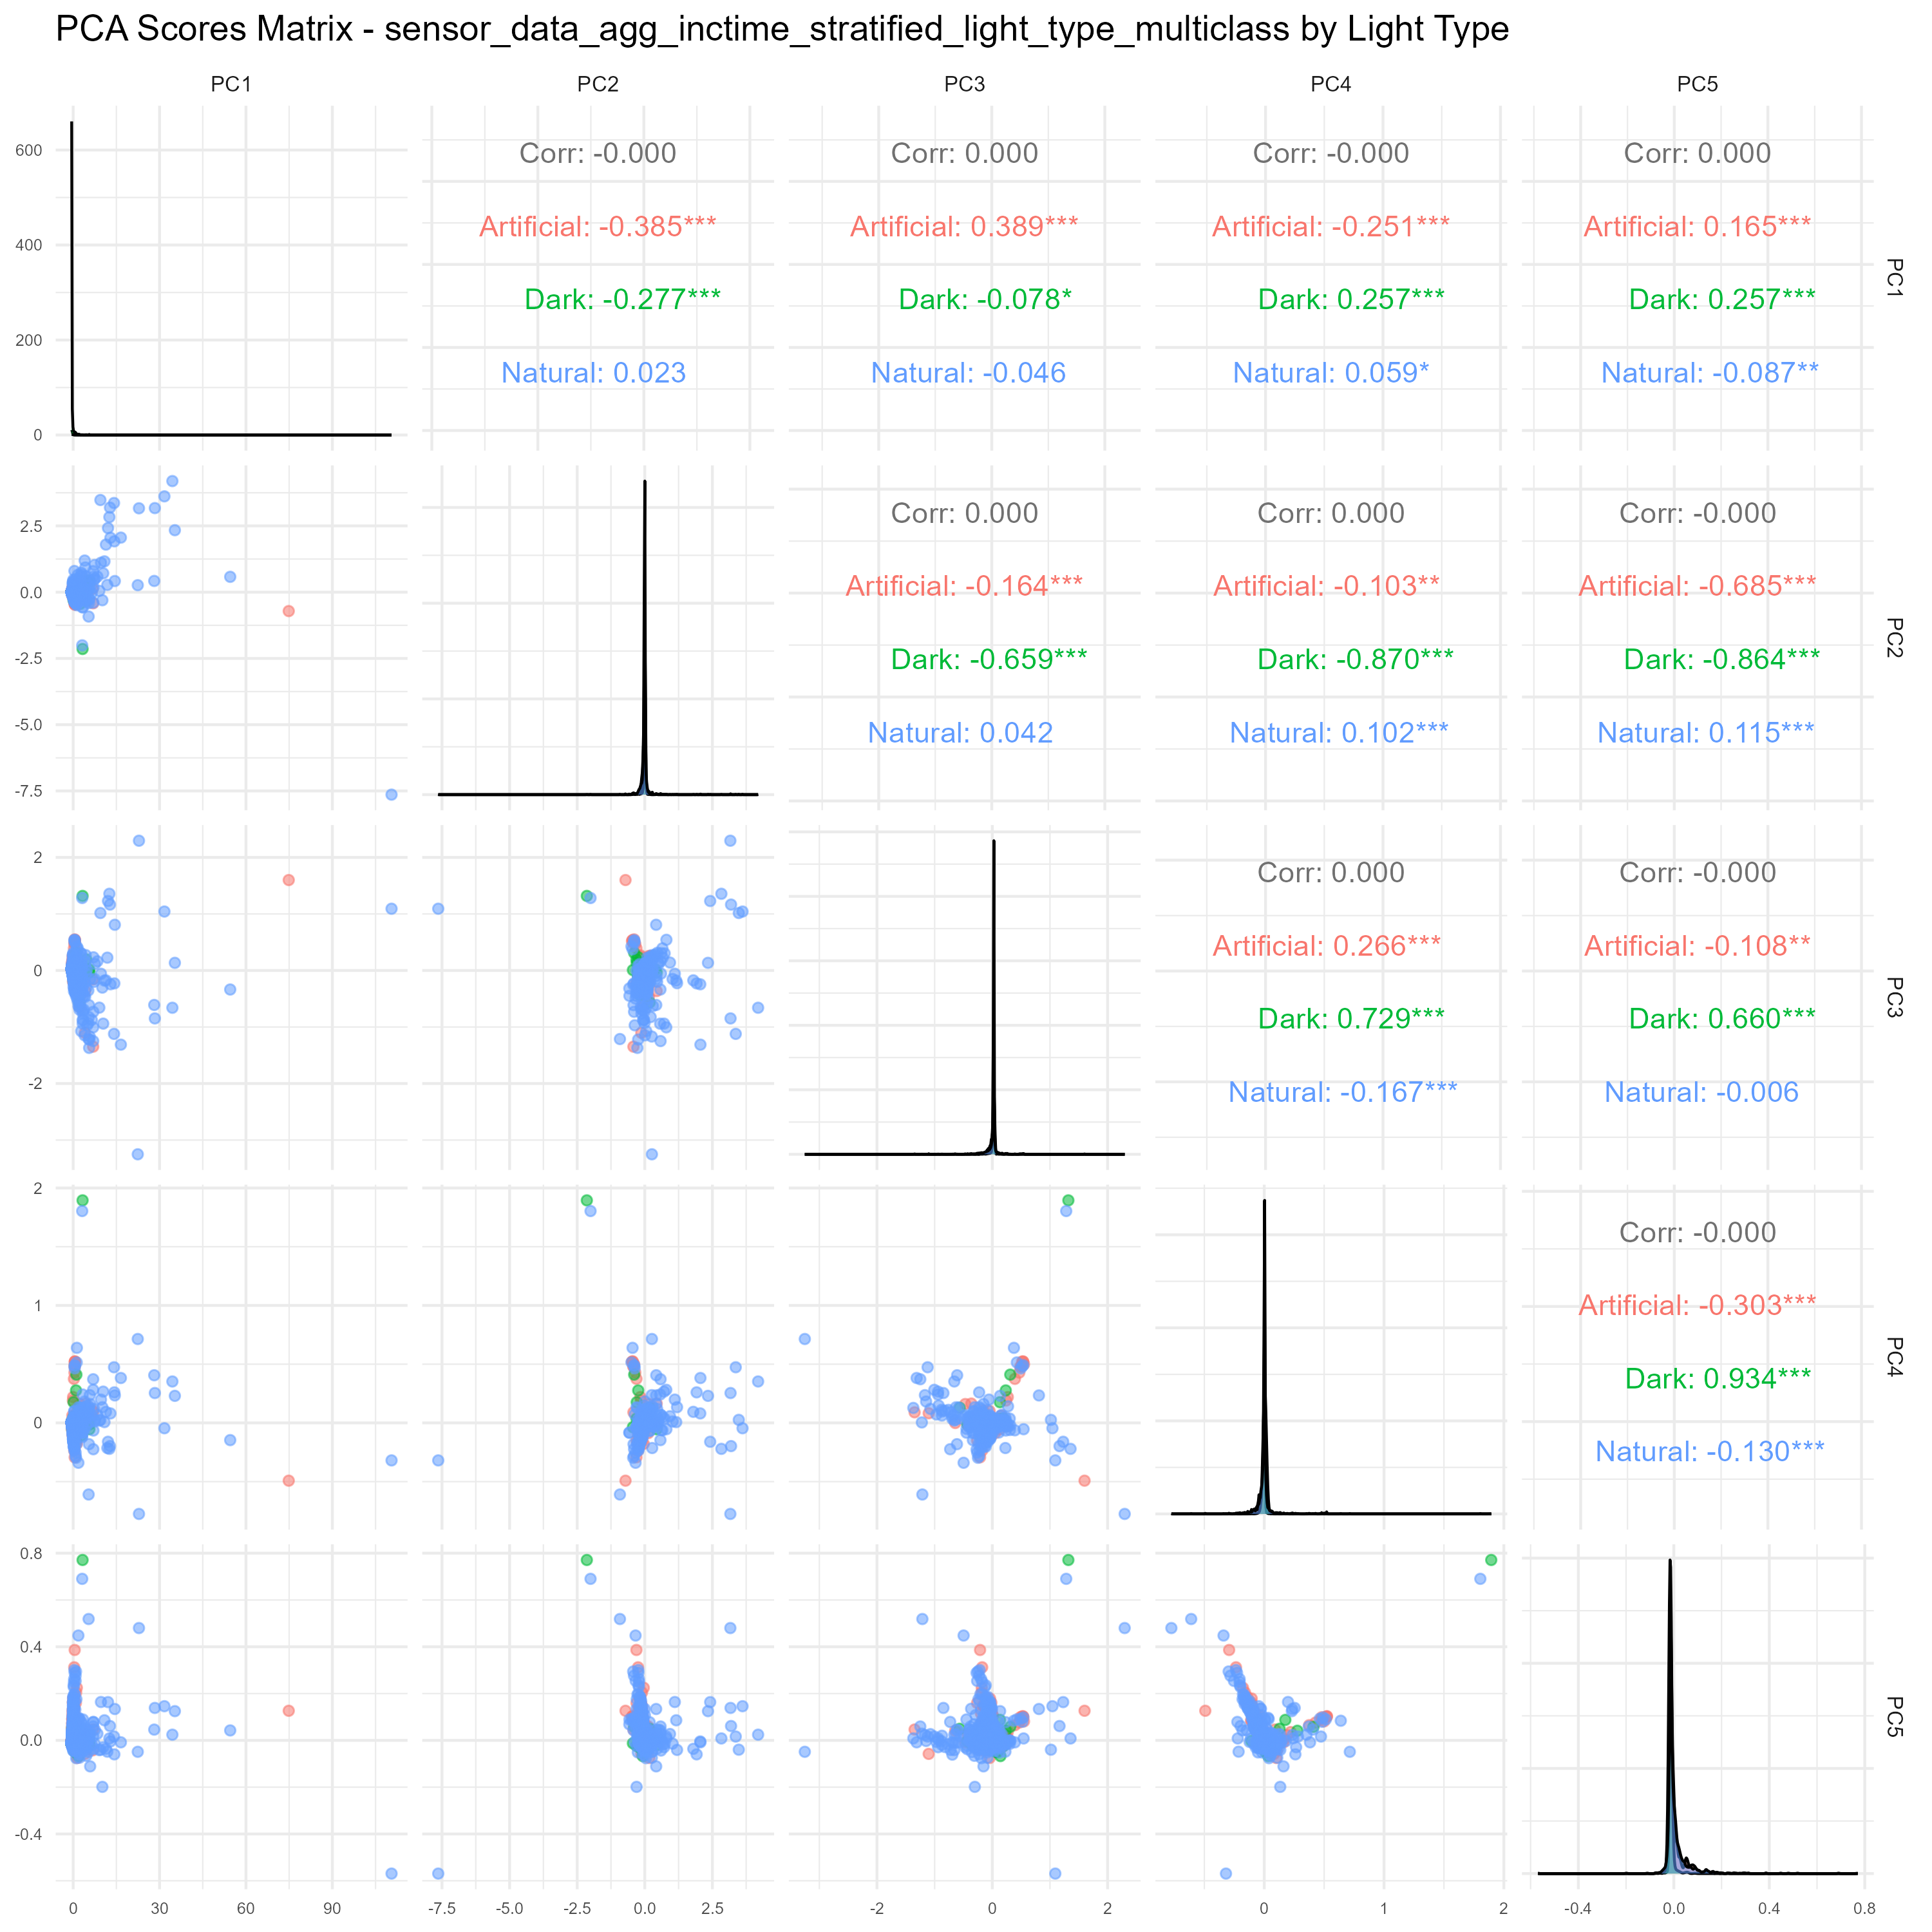 PCA Scores Matrix - sensor_data_agg_inctime_stratified_light_type_multiclass by Light Type
PC1 PC2 PC3 PC4 PC5
600
400
200
0
Corr: -0.000
Artificial: -0.385***
Dark: -0.277***
Natural: 0.023
Corr: 0.000
Artificial: 0.389***
Dark: -0.078*
Natural: -0.046
Corr: -0.000
Artificial: -0.251***
Dark: 0.257***
Natural: 0.059*
Corr: 0.000
Artificial: 0.165***
Dark: 0.257***
Natural: -0.087**
PC1
2.5
0.0
-2.5
-5.0
-7.5
Corr: 0.000
Artificial: -0.164***
Dark: -0.659***
Natural: 0.042
Corr: 0.000
Artificial: -0.103**
Dark: -0.870***
Natural: 0.102***
Corr: -0.000
Artificial: -0.685***
Dark: -0.864***
Natural: 0.115***
PC2
2
0
-2
Corr: 0.000
Artificial: 0.266***
Dark: 0.729***
Natural: -0.167***
Corr: -0.000
Artificial: -0.108**
Dark: 0.660***
Natural: -0.006
PC3
2
1
0
Corr: -0.000
Artificial: -0.303***
Dark: 0.934***
Natural: -0.130***
PC4
0.8
0.4
0.0
-0.4
PC5
0 30 60 90
-7.5 -5.0 -2.5 0.0 2.5
-2 0 2
0 1 2
-0.4 0.0 0.4 0.8